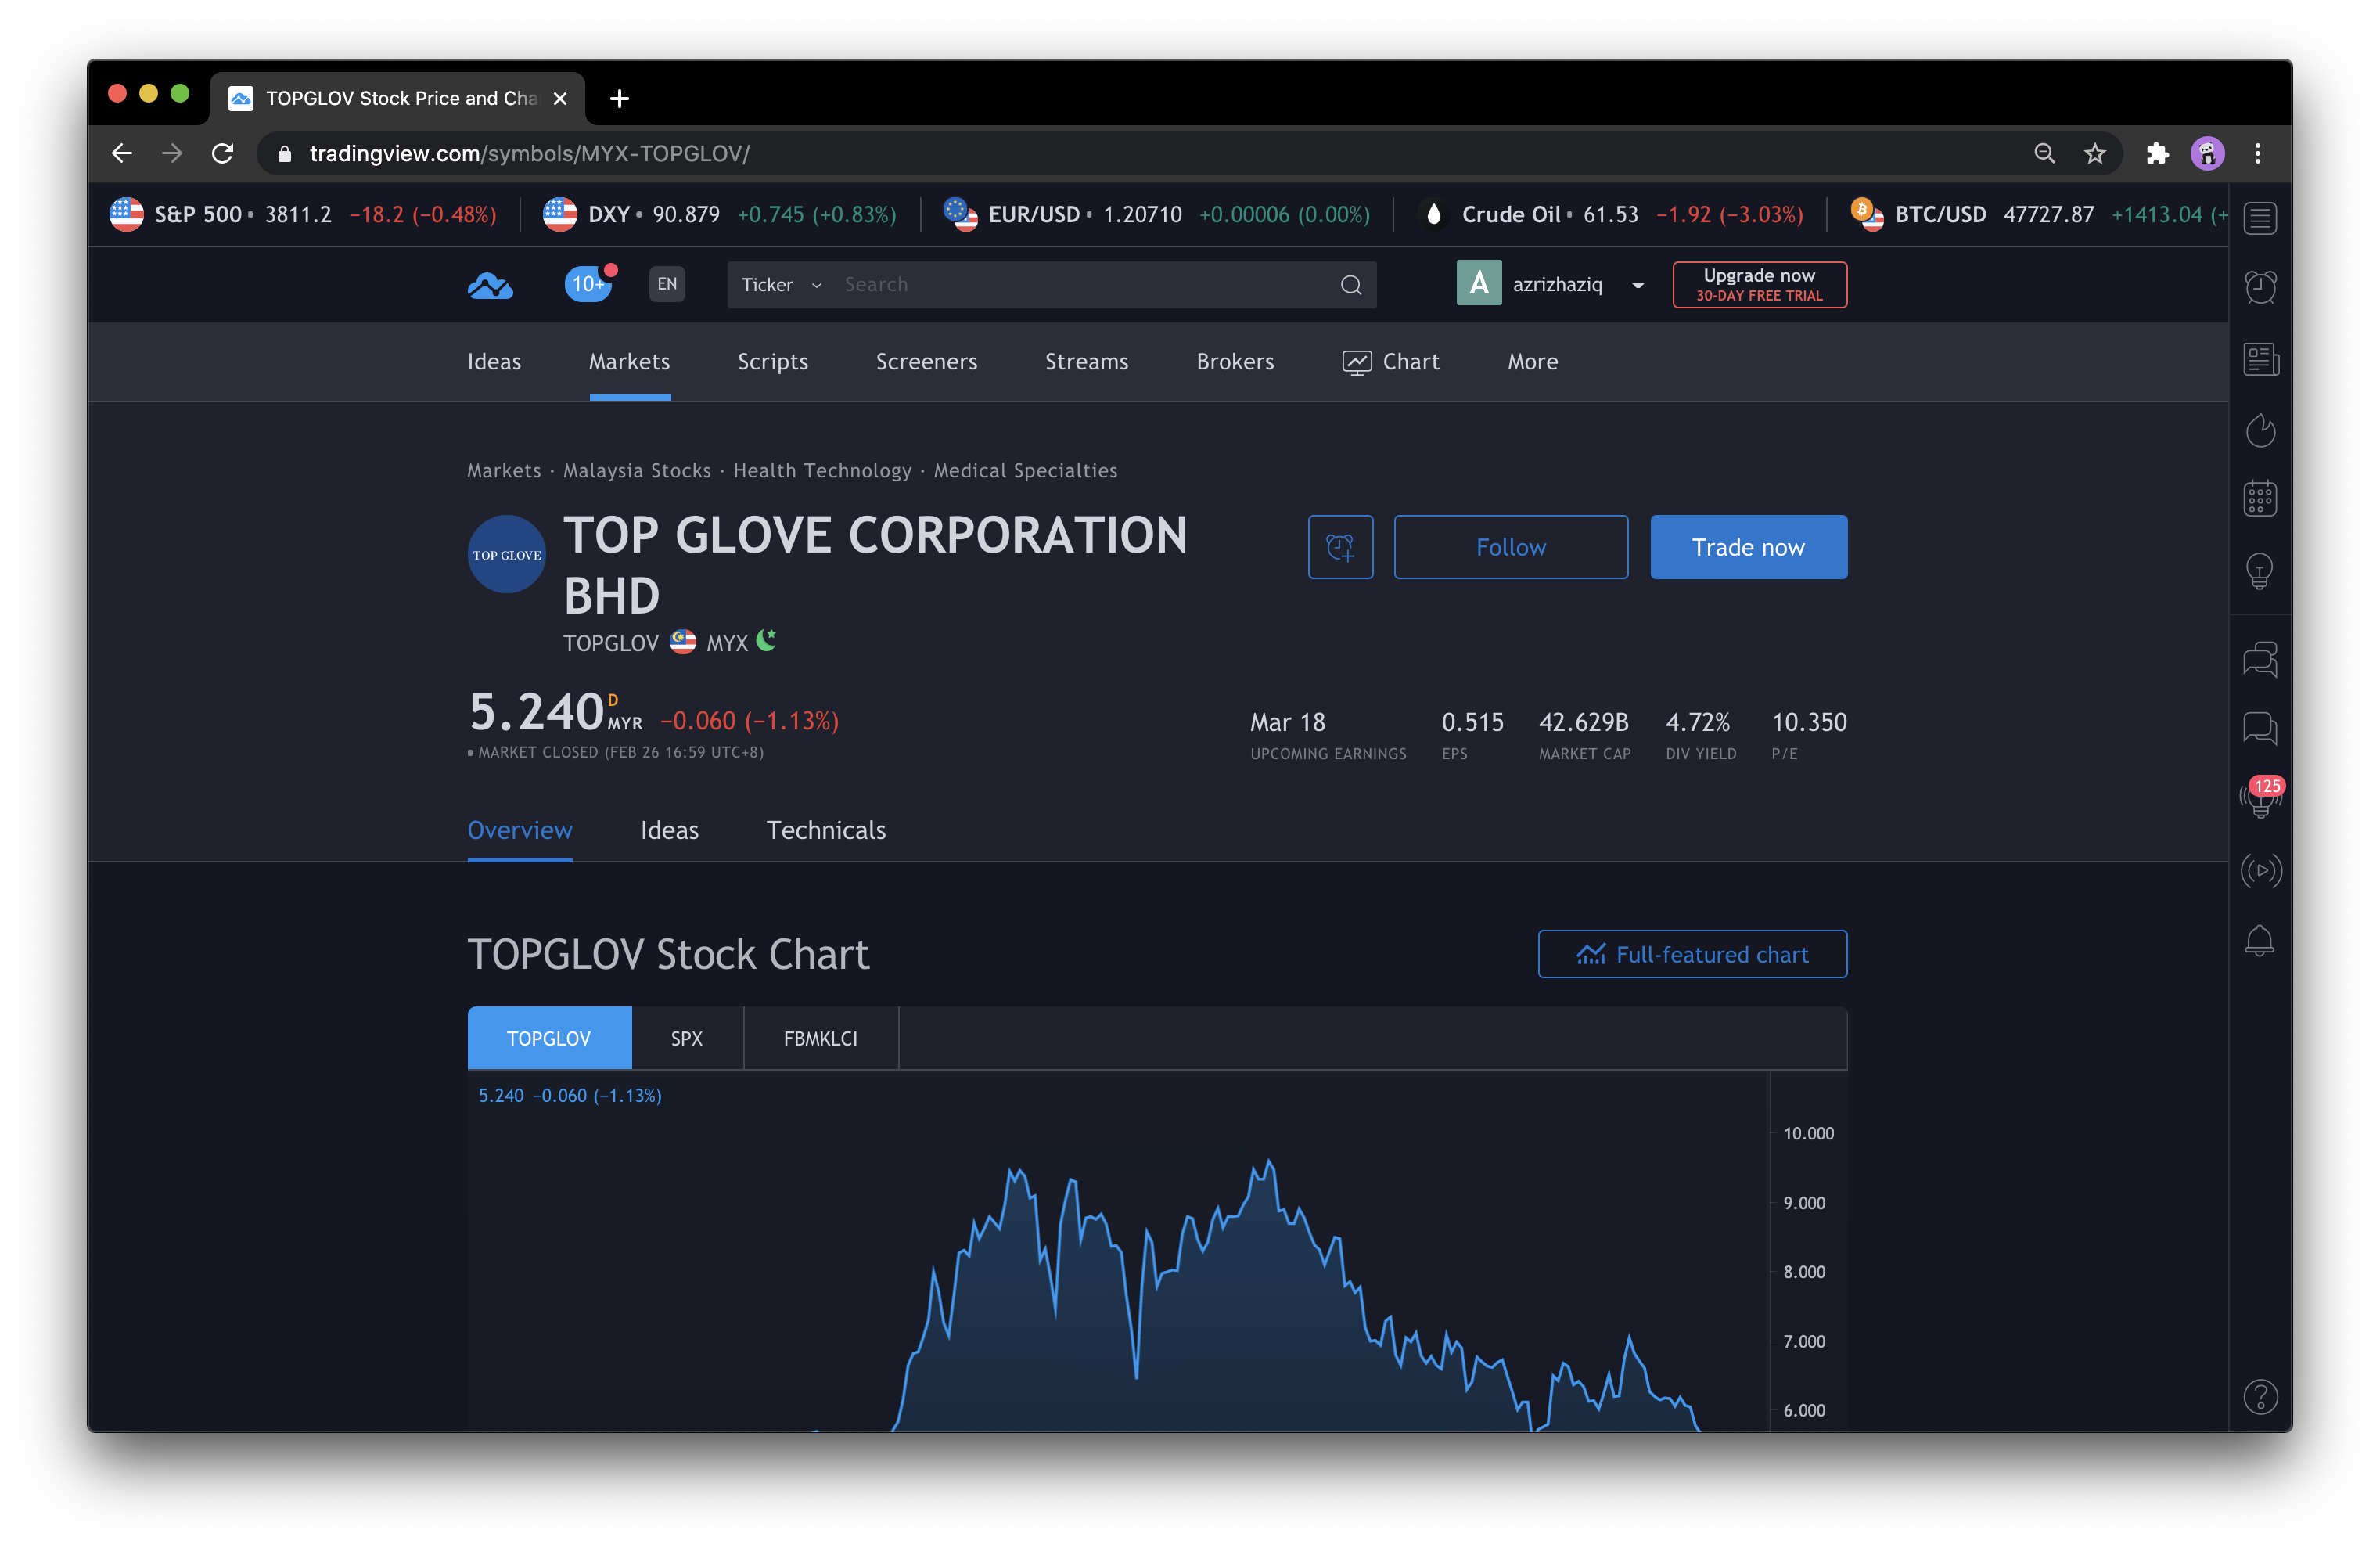 TOPGLOV Stock Price and Cha
tradingview.com/symbols/MYX-TOPGLOV/
S&P 500 3811.2 −18.2 (−0.48%) DXY 90.879 +0.745 (+0.83%) EUR/USD 1.20710 +0.00006 (0.00%) Crude Oil 61.53 −1.92 (−3.03%) BTC/USD 47727.87 +1413.04 (+
10+ EN Ticker Search A azrizhaziq Upgrade now
30-DAY FREE TRIAL
Ideas Markets Scripts Screeners Streams Brokers Chart More
Markets · Malaysia Stocks · Health Technology · Medical Specialties
TOP GLOVE
TOP GLOVE CORPORATION
BHD
Follow Trade now
TOPGLOV MYX
5.240 D MYR −0.060 (−1.13%)
MARKET CLOSED (FEB 26 16:59 UTC+8)
Mar 18 0.515 42.629B 4.72% 10.350
UPCOMING EARNINGS EPS MARKET CAP DIV YIELD P/E
125
Overview Ideas Technicals
TOPGLOV Stock Chart Full-featured chart
TOPGLOV SPX FBMKLCI
5.240 −0.060 (−1.13%)
10.000
9.000
8.000
7.000
6.000